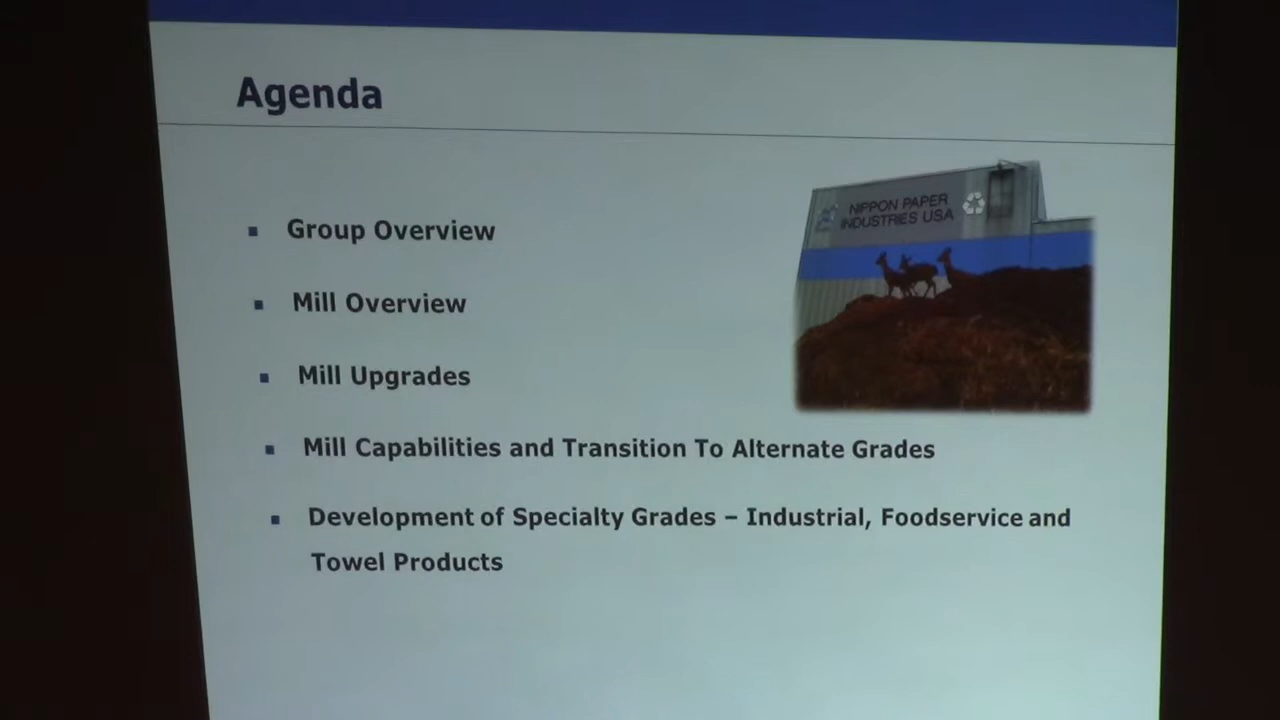 Agenda
▪ Group Overview
▪ Mill Overview
▪ Mill Upgrades
▪ Mill Capabilities and Transition To Alternate Grades
▪ Development of Specialty Grades – Industrial, Foodservice and
Towel Products
NIPPON PAPER
INDUSTRIES USA